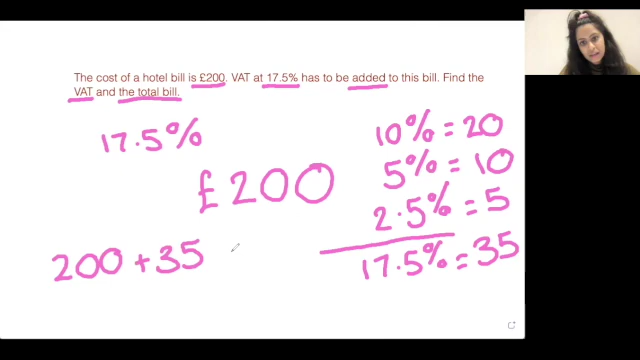 The cost of a hotel bill is £200. VAT at 17.5% has to be added to this bill. Find the
VAT and the total bill.
17.5%
£200
200 + 35
10% = 20
5% = 10
2.5% = 5
17.5% = 35